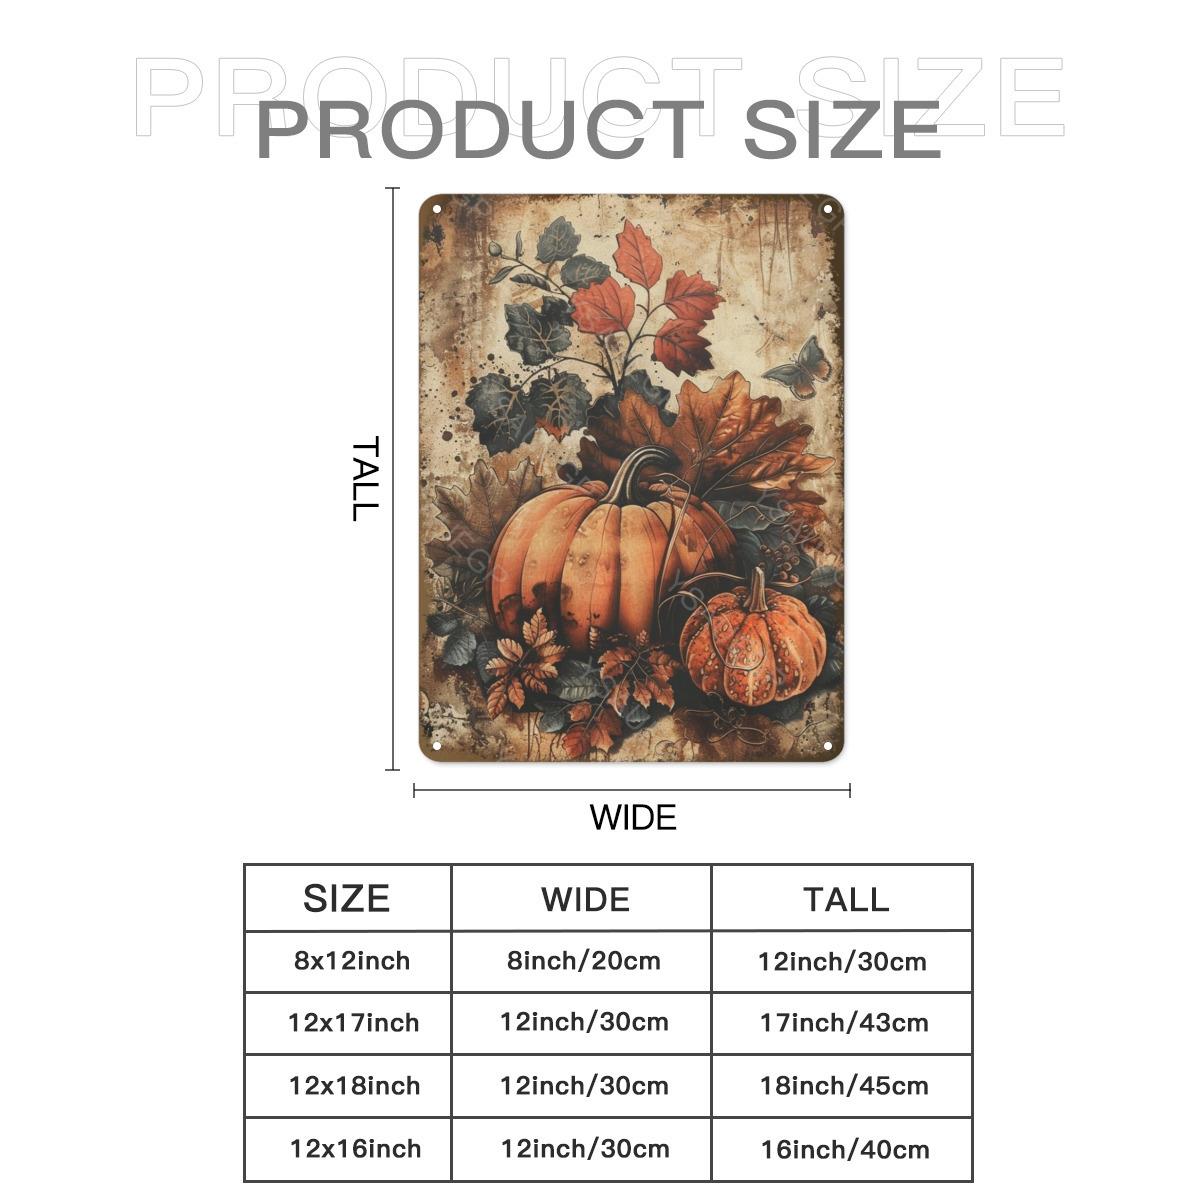 PRODUCT SIZE
PRODUCT SIZE
TALL
WIDE
SIZE WIDE TALL
8x12inch 8inch/20cm 12inch/30cm
12x17inch 12inch/30cm 17inch/43cm
12x18inch 12inch/30cm 18inch/45cm
12x16inch 12inch/30cm 16inch/40cm